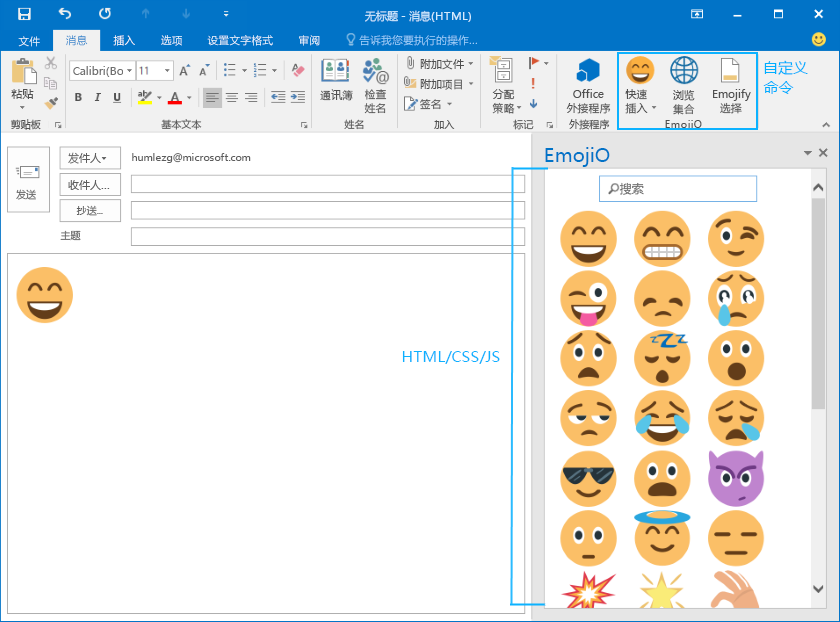 无标题 - 消息(HTML)
文件 消息 插入 选项 设置文字格式 审阅 告诉我您要执行的操作...
粘贴
剪贴板
Calibri(Bo 11
B I U A
基本文本
通讯簿 检查
姓名
姓名
附加文件
附加项目
签名
加入
分配
策略
标记
Office
外接程序
外接程序
快速
插入
浏览
集合
Emojify
选择
EmojiO
自定义
命令
发送
发件人 humlezg@microsoft.com
收件人...
抄送...
主题
HTML/CSS/JS
EmojiO
搜索